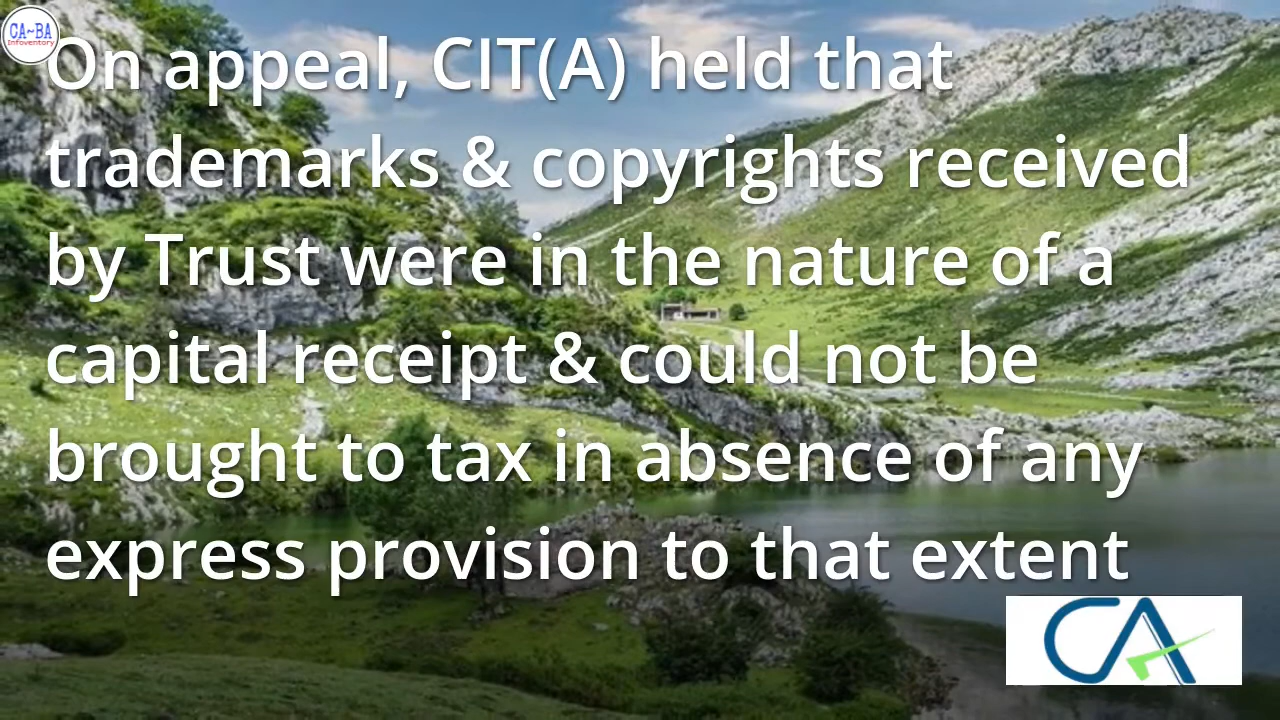 CA~BA
Infoventory
On appeal, CIT(A) held that
trademarks & copyrights received
by Trust were in the nature of a
capital receipt & could not be
brought to tax in absence of any
express provision to that extent
CA